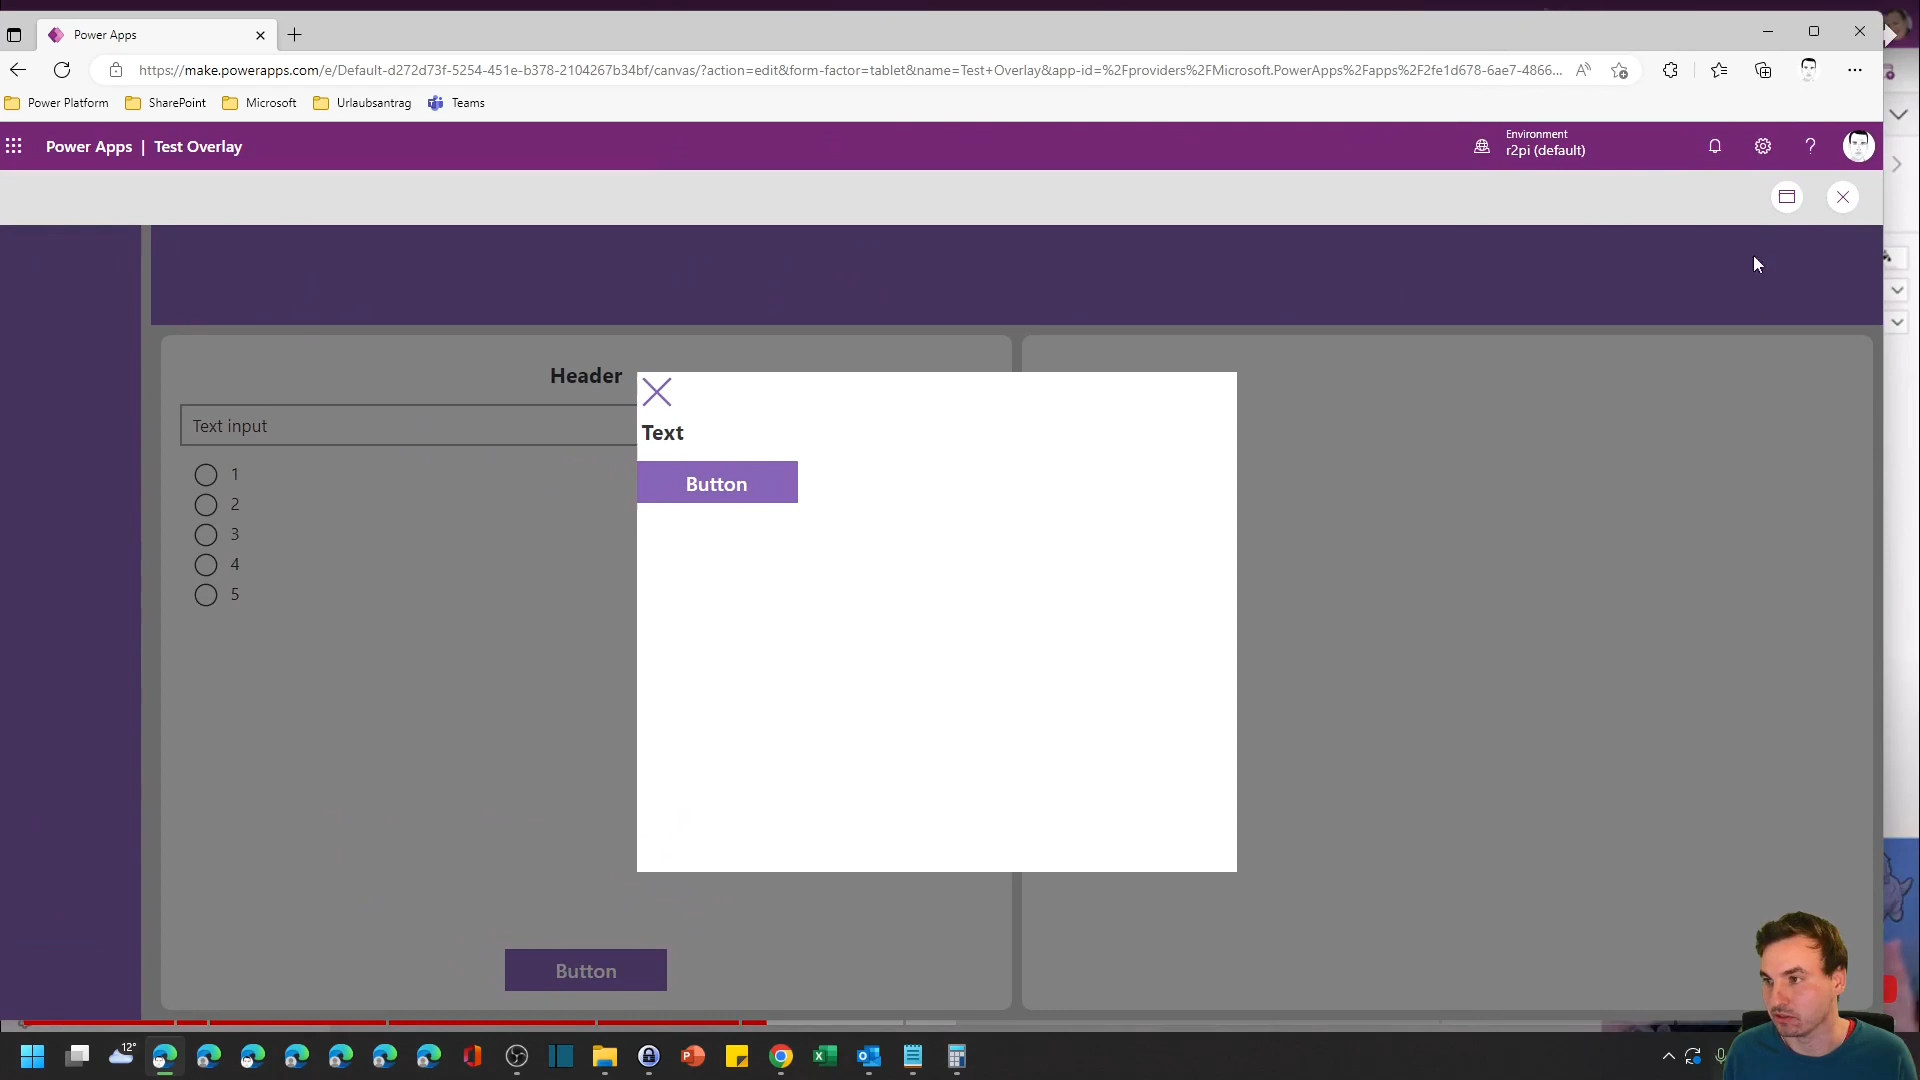 Power Apps
https://make.powerapps.com/e/Default-d272d73f-5254-451e-b378-2104267b34bf/canvas/?action=edit&form-factor=tablet&name=Test+Overlay&app-id=%2Fproviders%2FMicrosoft.PowerApps%2Fapps%2F2fe1d678-6ae7-4866...
Power Platform
SharePoint
Microsoft
Urlaubsantrag
Teams
Power Apps | Test Overlay
Environment
r2pi (default)
Header
Text input
1
2
3
4
5
Text
Button
Button
12°